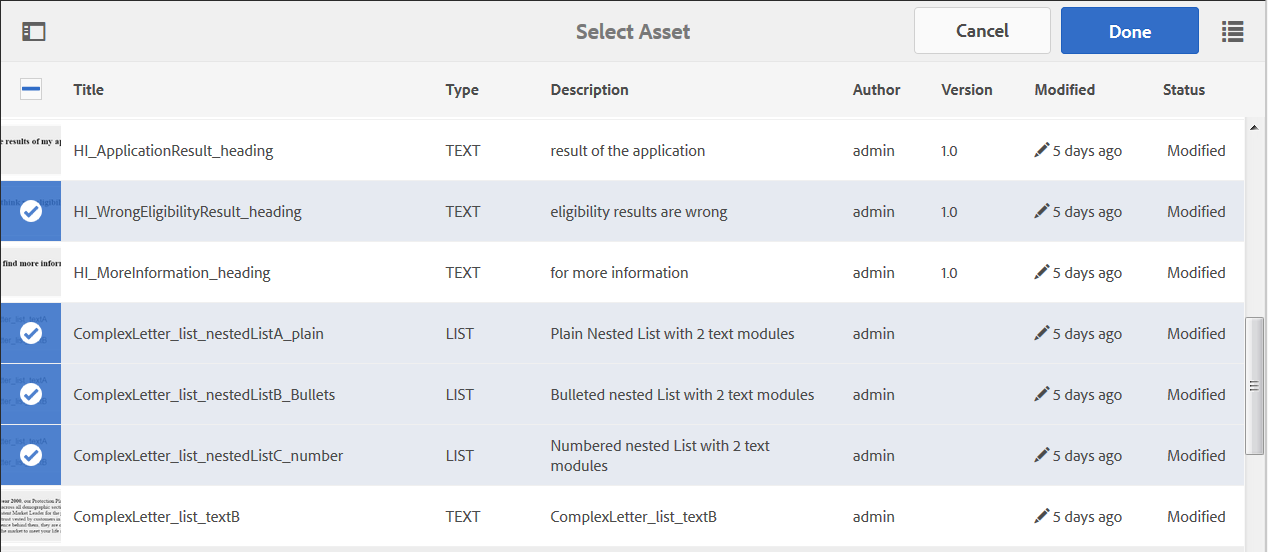 Select Asset
Cancel
Done
Title Type Description Author Version Modified Status
e results of my ap
HI_ApplicationResult_heading TEXT result of the application admin 1.0 5 days ago Modified
HI_WrongEligibilityResult_heading TEXT eligibility results are wrong admin 1.0 5 days ago Modified
find more inform
HI_MoreInformation_heading TEXT for more information admin 1.0 5 days ago Modified
ComplexLetter_list_nestedListA_plain LIST Plain Nested List with 2 text modules admin 5 days ago Modified
ComplexLetter_list_nestedListB_Bullets LIST Bulleted nested List with 2 text modules admin 5 days ago Modified
ComplexLetter_list_nestedListC_number LIST Numbered nested List with 2 text
modules admin 5 days ago Modified
ComplexLetter_list_textB TEXT ComplexLetter_list_textB admin 5 days ago Modified